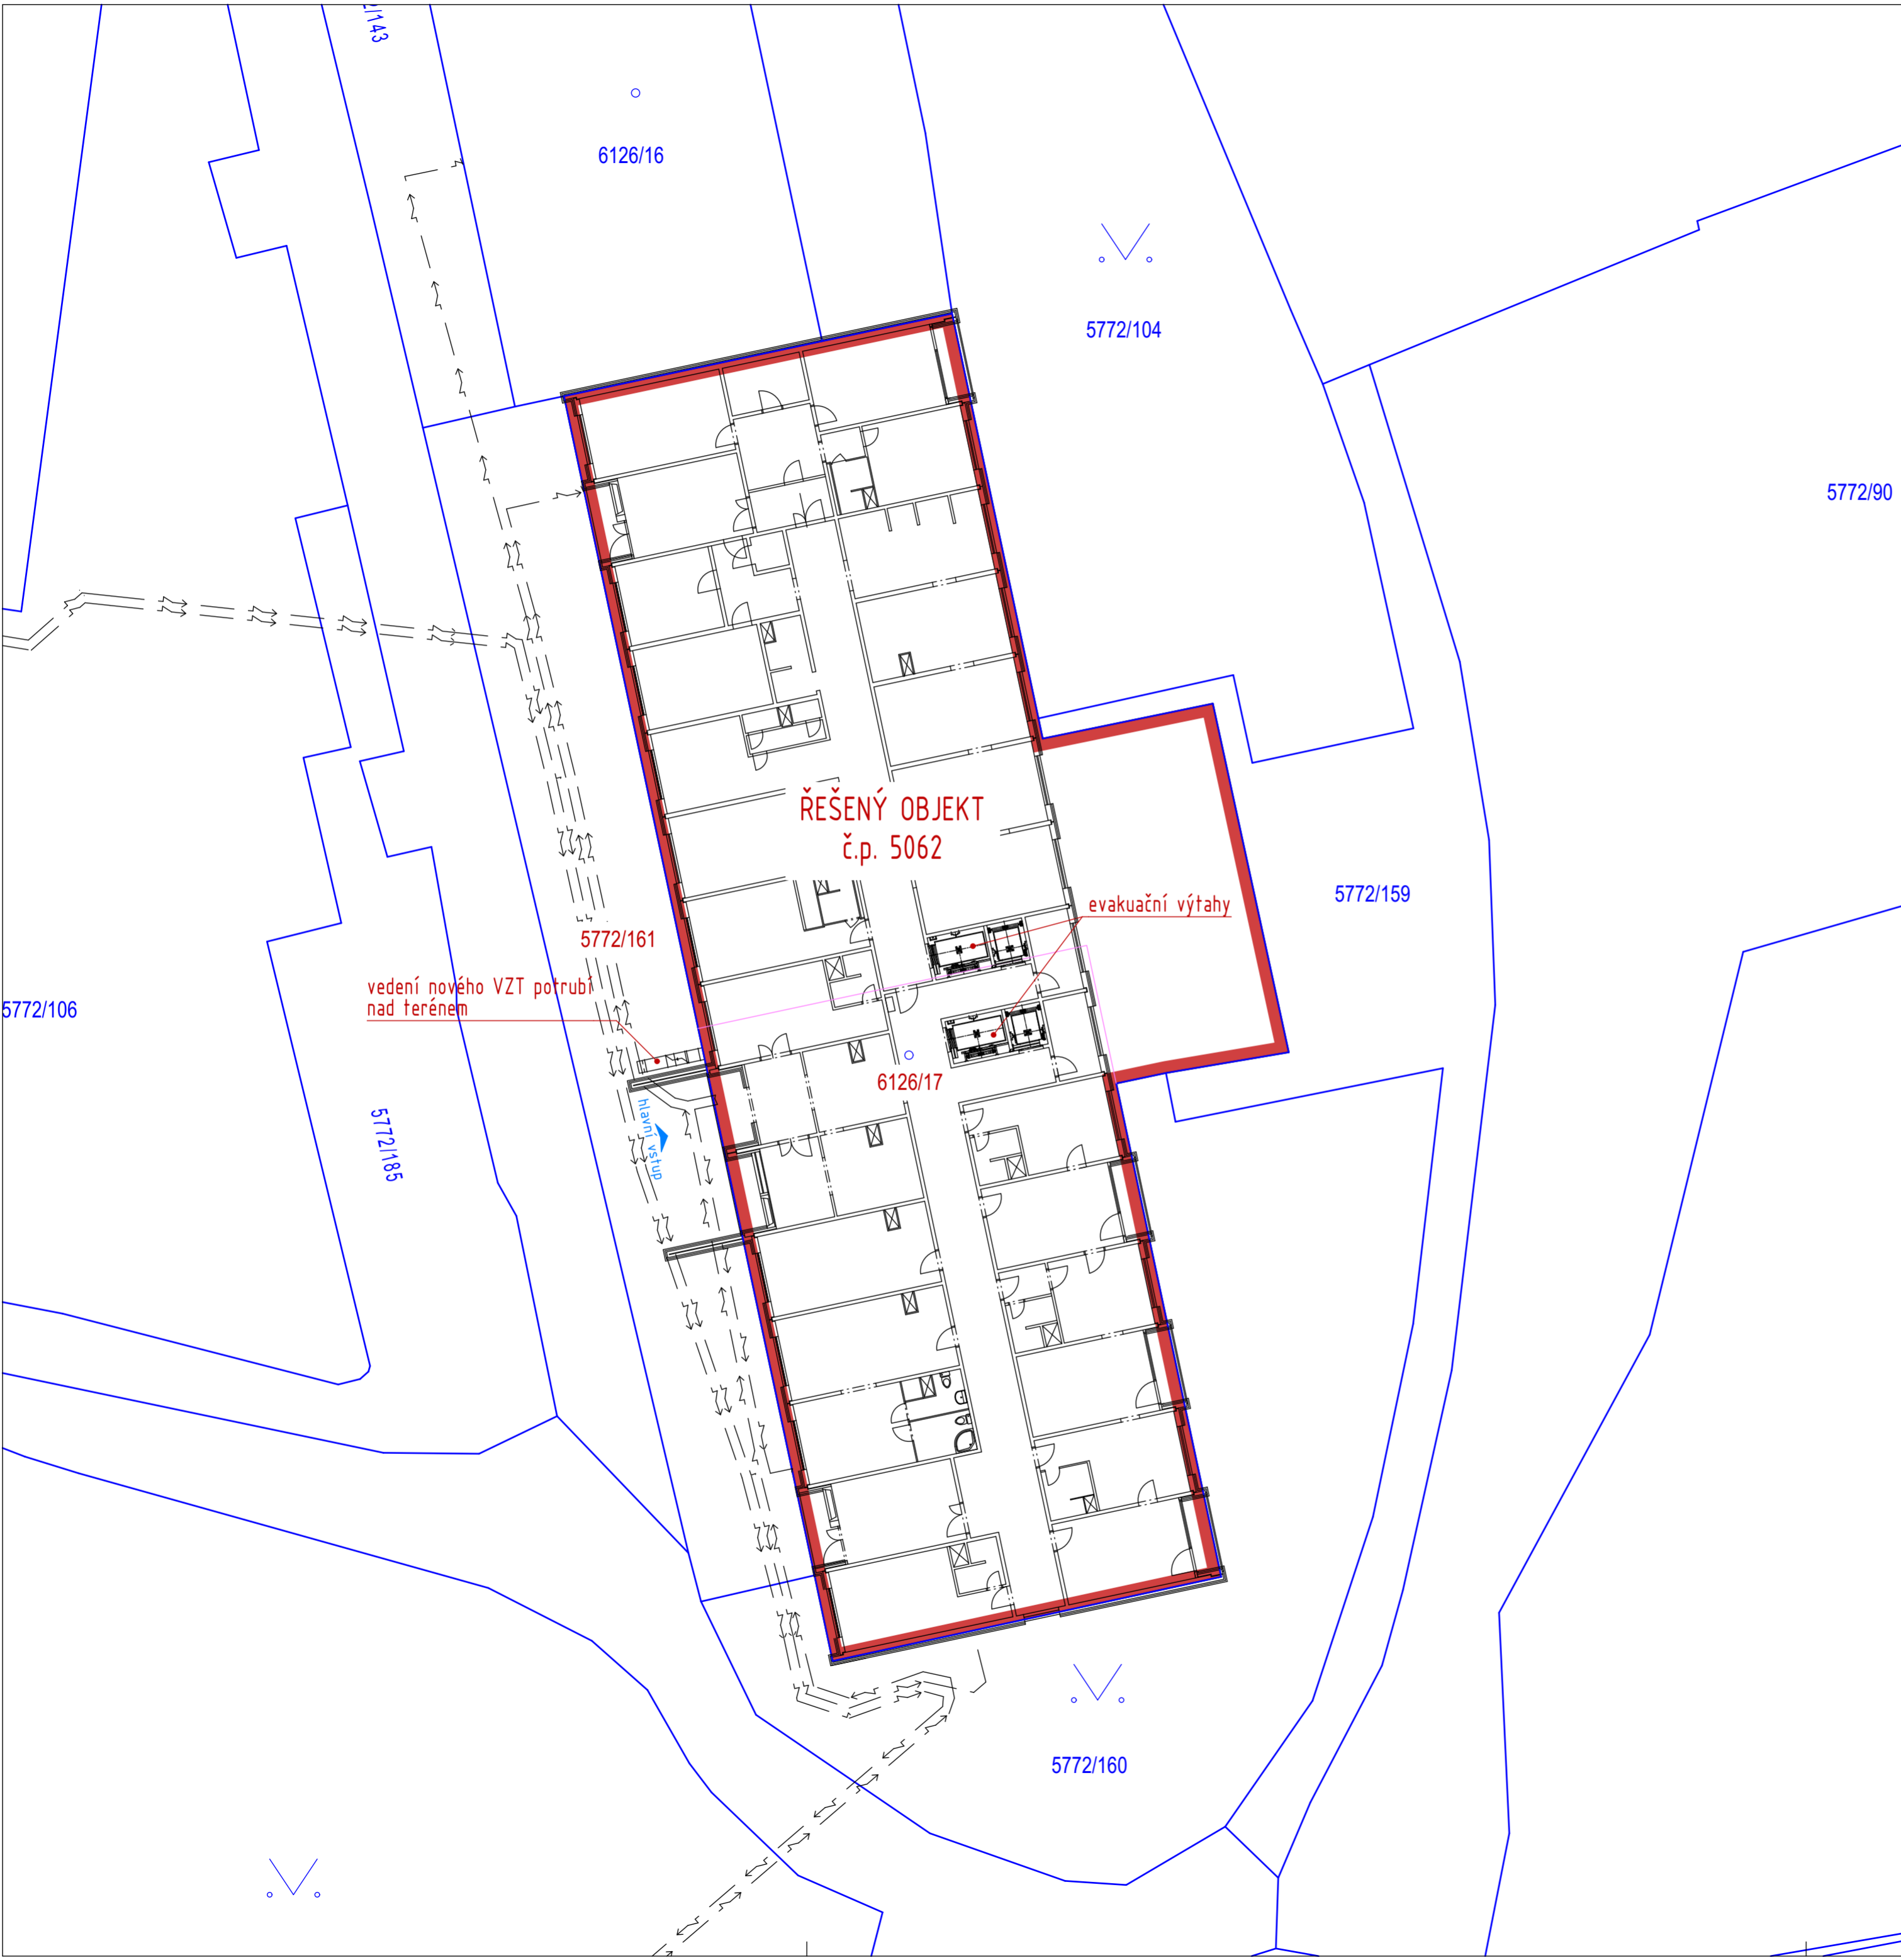 6126/16
5772/104
5772/90
ŘEŠENÝ OBJEKT
č.p. 5062
evakuační výtahy
5772/159
5772/161
vedení nového VZT potrubí
nad terénem
5772/106
6126/17
hlavní vstup
5772/185
5772/160